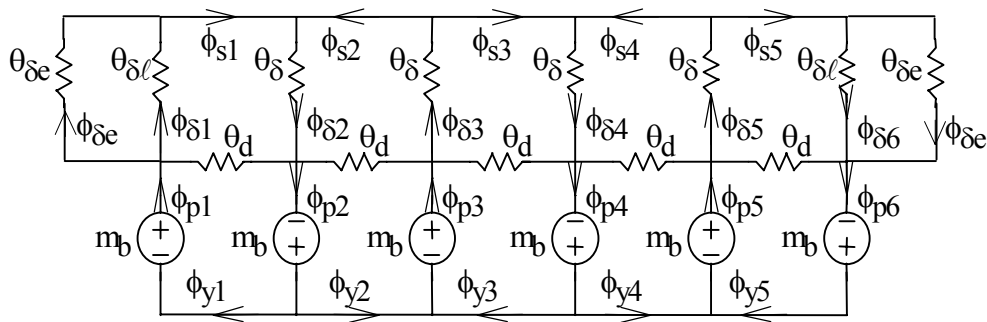 ϕs1 ϕs2 ϕs3 ϕs4 ϕs5
θδe θδℓ θδ θδ θδ θδ θδℓ θδe
ϕδe ϕδ1 ϕδ2 ϕδ3 ϕδ4 ϕδ5 ϕδ6 ϕδe
θd θd θd θd θd
ϕp1 ϕp2 ϕp3 ϕp4 ϕp5 ϕp6
mb + − mb − + mb + − mb − + mb + − mb − +
ϕy1 ϕy2 ϕy3 ϕy4 ϕy5